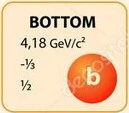 BOTTOM
4,18 GeV/c²
-⅓
b
½